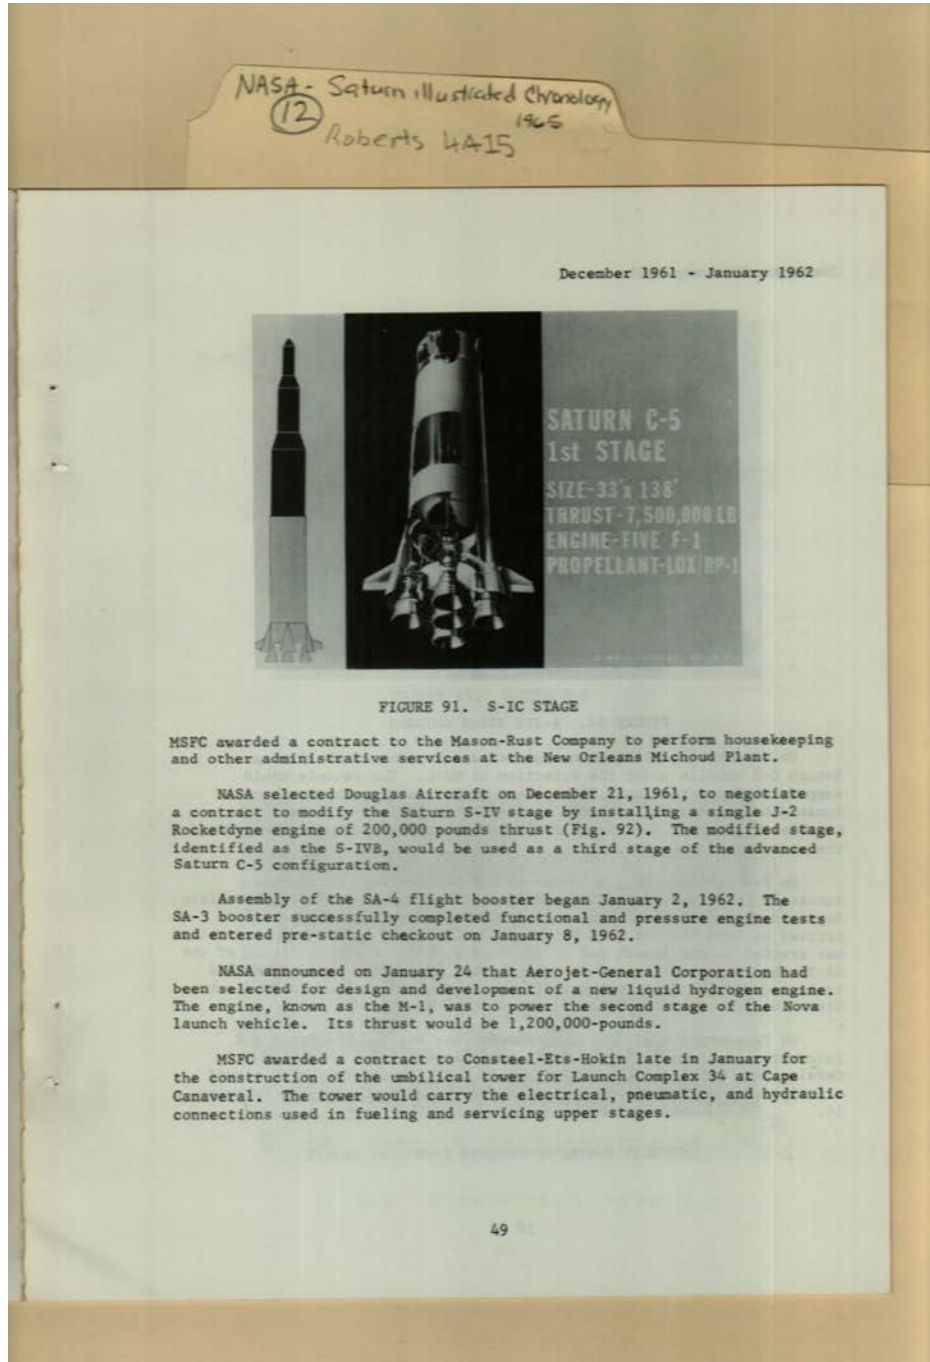 NASA - Saturn illustrated Chronology
12
1965
Roberts 4A15
December 1961 - January 1962
SATURN C-5
1st STAGE
SIZE-33'x 138'
THRUST-7,500,000 LB
ENGINE-FIVE F-1
PROPELLANT-LOX/RP-1
FIGURE 91. S-IC STAGE
MSFC awarded a contract to the Mason-Rust Company to perform housekeeping
and other administrative services at the New Orleans Michoud Plant.
NASA selected Douglas Aircraft on December 21, 1961, to negotiate
a contract to modify the Saturn S-IV stage by installing a single J-2
Rocketdyne engine of 200,000 pounds thrust (Fig. 92). The modified stage,
identified as the S-IVB, would be used as a third stage of the advanced
Saturn C-5 configuration.
Assembly of the SA-4 flight booster began January 2, 1962. The
SA-3 booster successfully completed functional and pressure engine tests
and entered pre-static checkout on January 8, 1962.
NASA announced on January 24 that Aerojet-General Corporation had
been selected for design and development of a new liquid hydrogen engine.
The engine, known as the M-1, was to power the second stage of the Nova
launch vehicle. Its thrust would be 1,200,000-pounds.
MSFC awarded a contract to Consteel-Ets-Hokin late in January for
the construction of the umbilical tower for Launch Complex 34 at Cape
Canaveral. The tower would carry the electrical, pneumatic, and hydraulic
connections used in fueling and servicing upper stages.
49